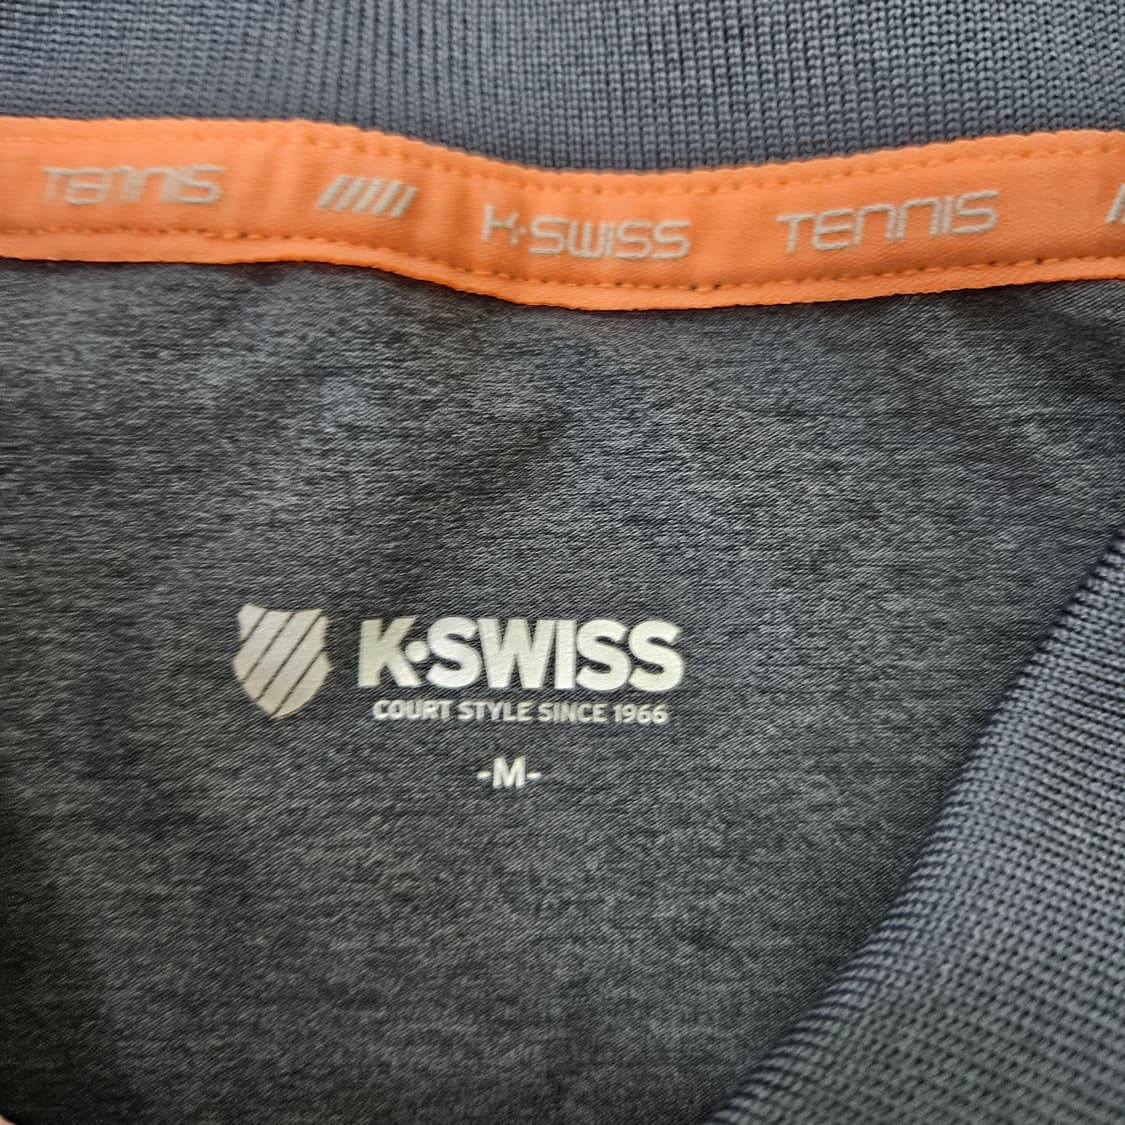 TENNIS K-SWISS TENNIS
K·SWISS
COURT STYLE SINCE 1966
-M-